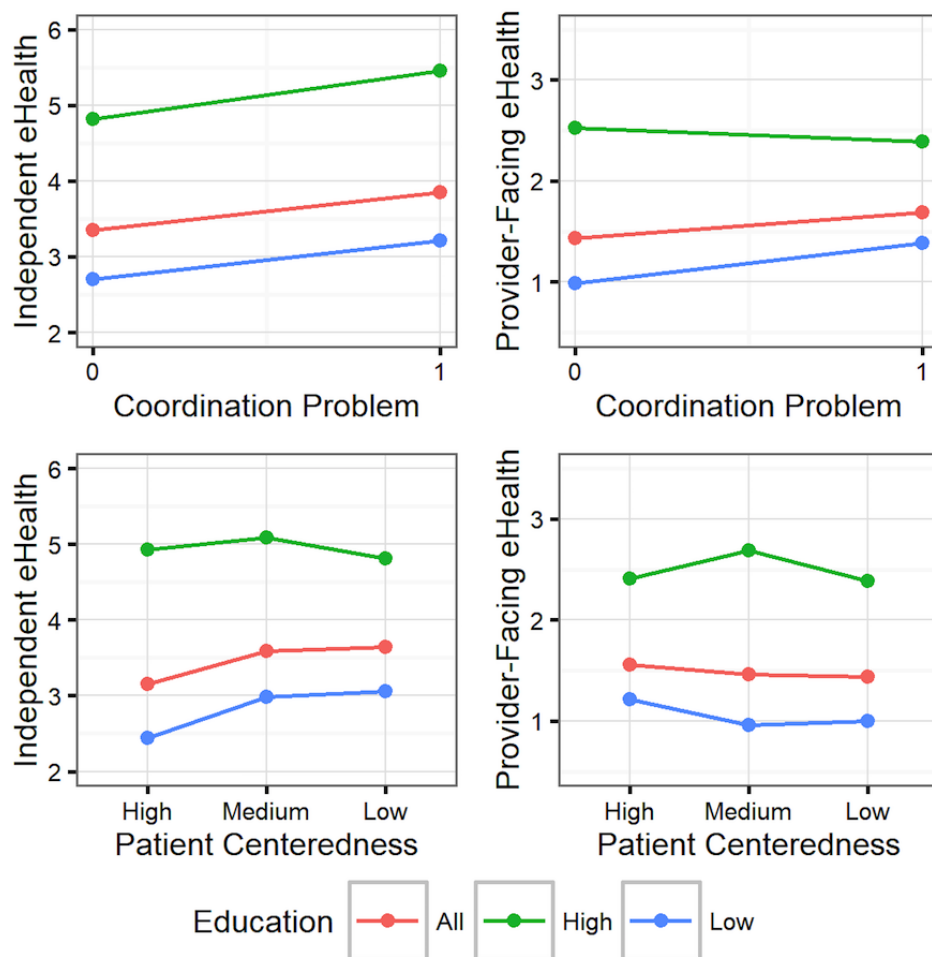 Independent eHealth
6
5
4
3
2
0 1
Coordination Problem
Provider-Facing eHealth
3
2
1
0 1
Coordination Problem
Independent eHealth
6
5
4
3
2
High Medium Low
Patient Centeredness
Provider-Facing eHealth
3
2
1
High Medium Low
Patient Centeredness
Education All High Low